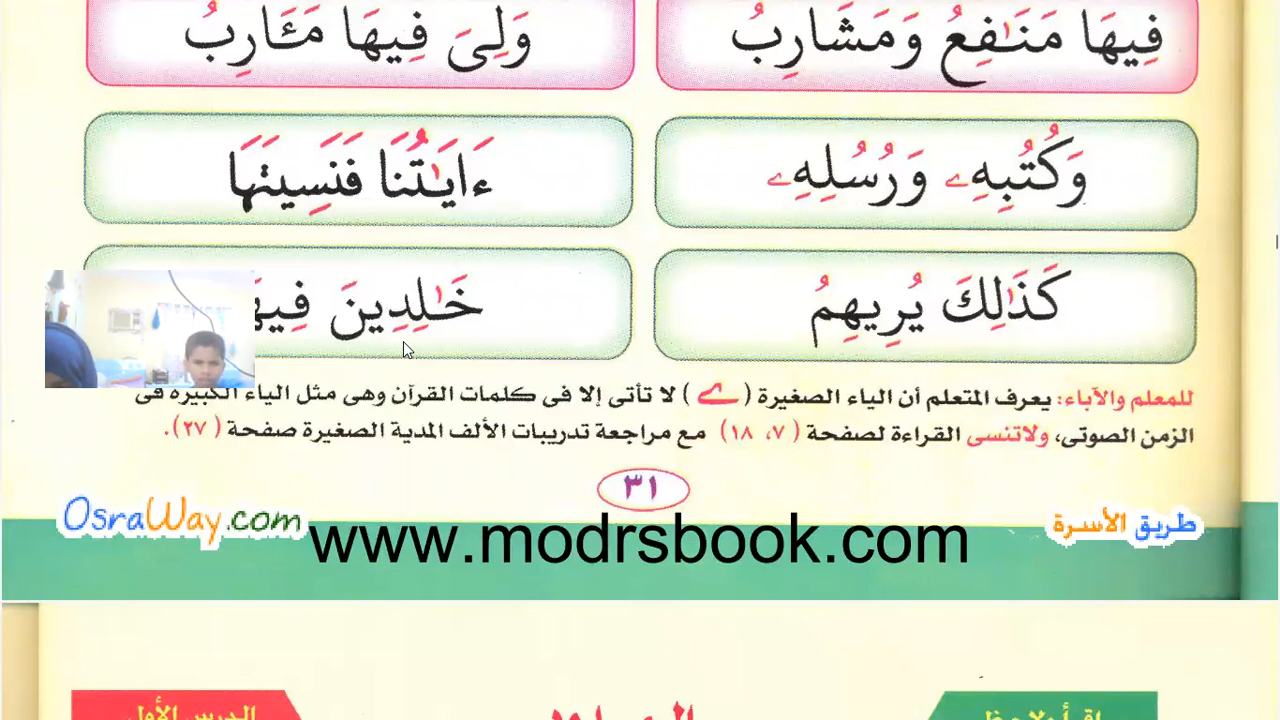 فِيهَا مَنَٰفِعُ وَمَشَارِبُ
وَلِىَ فِيهَا مَـَٔارِبُ
وَكُتُبِهِۦ وَرُسُلِهِۦ
ءَايَٰتُنَا فَنَسِيتَهَا
كَذَٰلِكَ يُرِيهِمُ
خَٰلِدِينَ
للمعلم والآباء: يعرف المتعلم أن الياء الصغيرة (ے) لا تأتى إلا فى كلمات القرآن وهى مثل الياء الكبيرة فى
الزمن الصوتى، ولاتنسى القراءة لصفحة (٧، ١٨) مع مراجعة تدريبات الألف المدية الصغيرة صفحة (٢٧).
٣١
طريق الأسرة
OsraWay.com
www.modrsbook.com
الدرس الأول